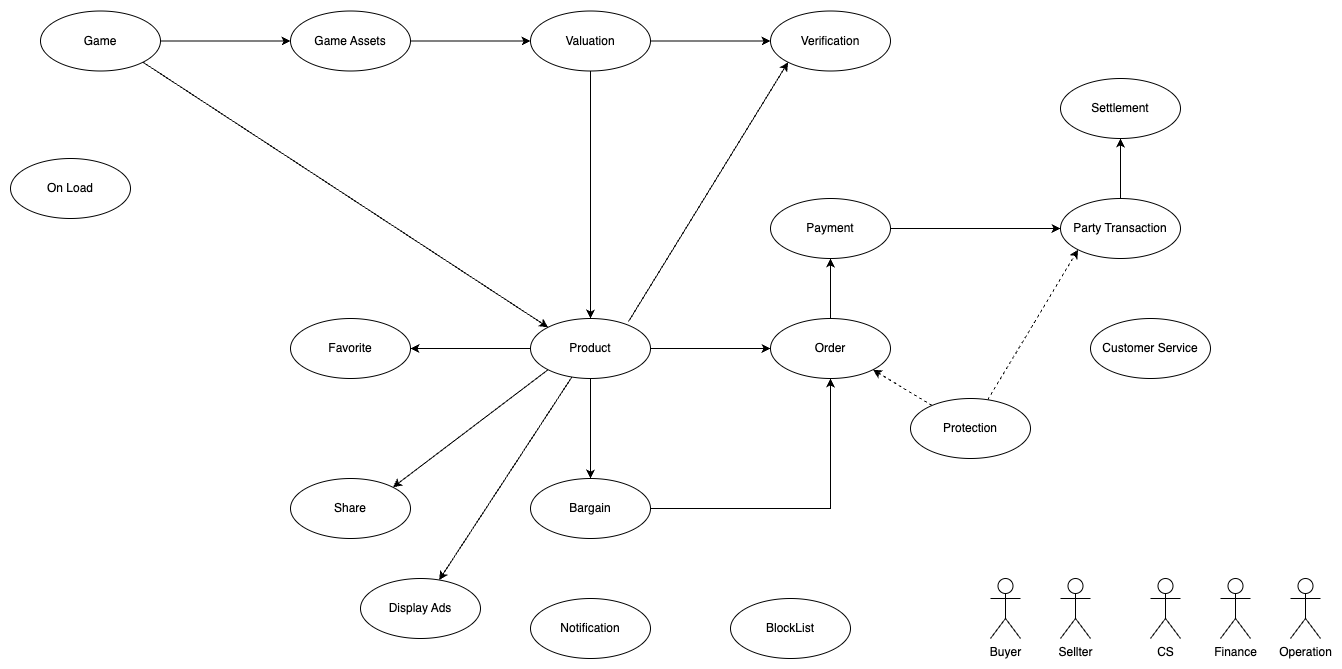 Game
Game Assets
Valuation
Verification
Settlement
On Load
Payment
Party Transaction
Favorite
Product
Order
Customer Service
Protection
Share
Bargain
Display Ads
Notification
BlockList
Buyer
Sellter
CS
Finance
Operation